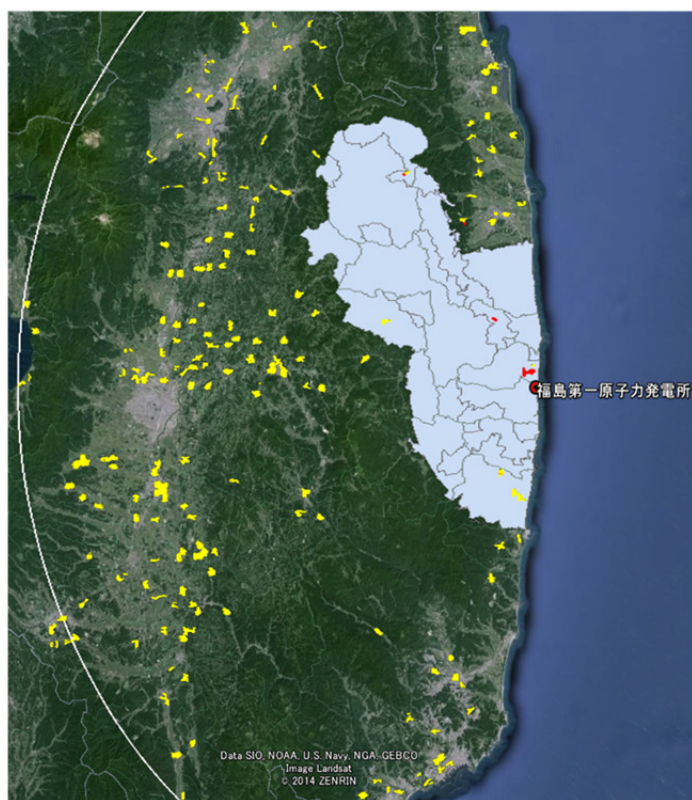 福島第一原子力発電所
Data SIO, NOAA, U.S. Navy, NGA, GEBCO
Image Landsat
© 2014 ZENRIN